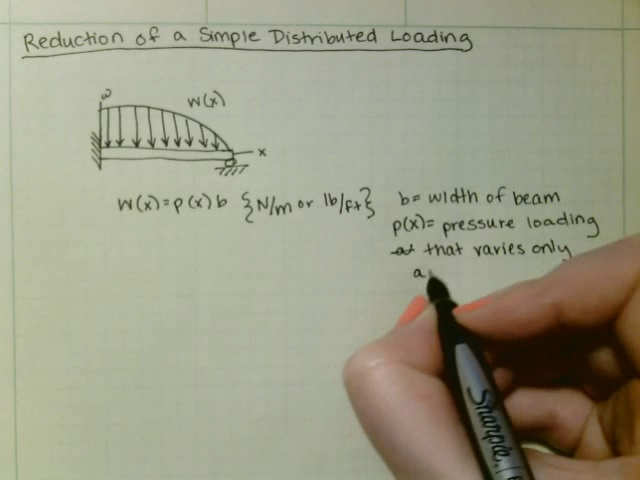 Reduction of a Simple Distributed Loading
w
W(x)
x
W(x)=p(x)b {N/m or lb/ft}
b= width of beam
p(x)= pressure loading
that varies only
a
Sharpie